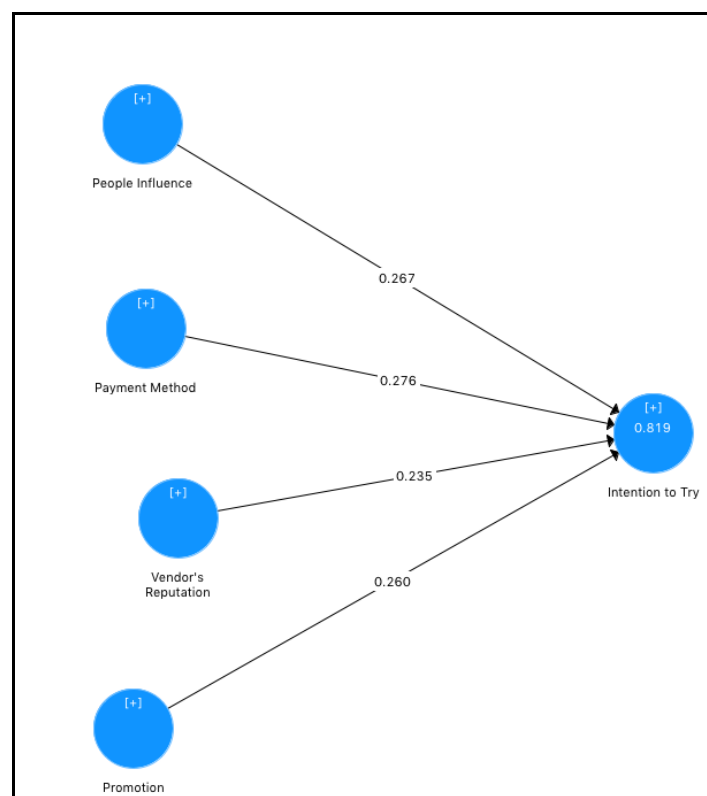 [+]
People Influence
0.267
[+]
Payment Method
0.276
[+]
0.819
Intention to Try
[+]
Vendor's
Reputation
0.235
0.260
[+]
Promotion